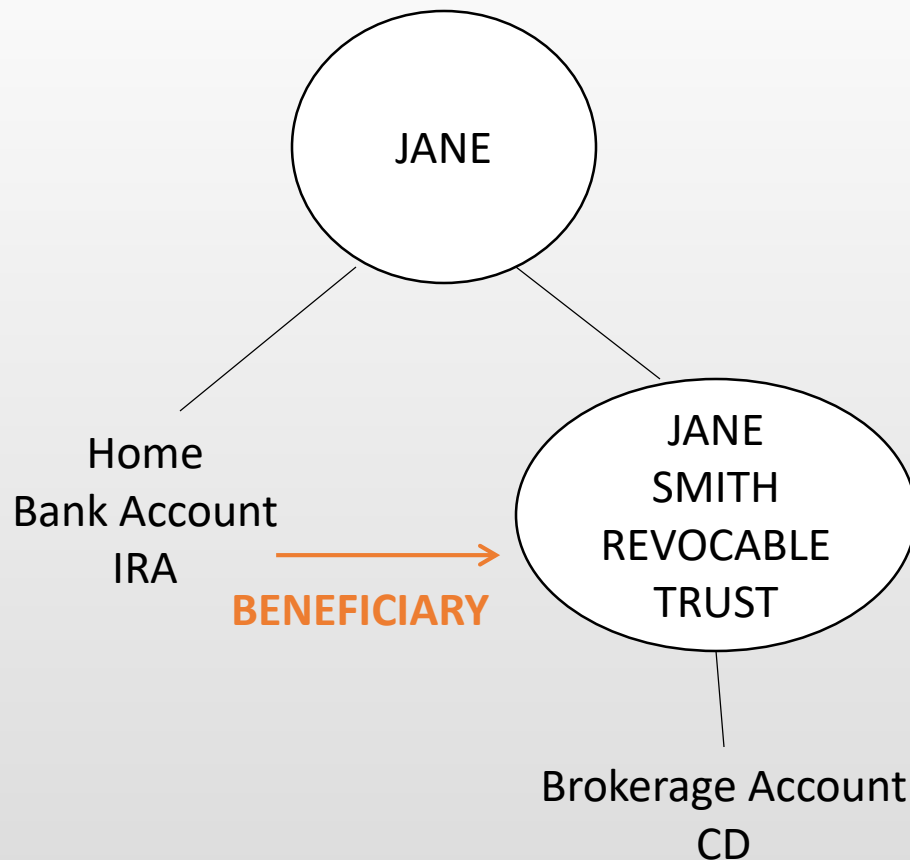 JANE
Home
Bank Account
IRA
BENEFICIARY
JANE
SMITH
REVOCABLE
TRUST
Brokerage Account
CD